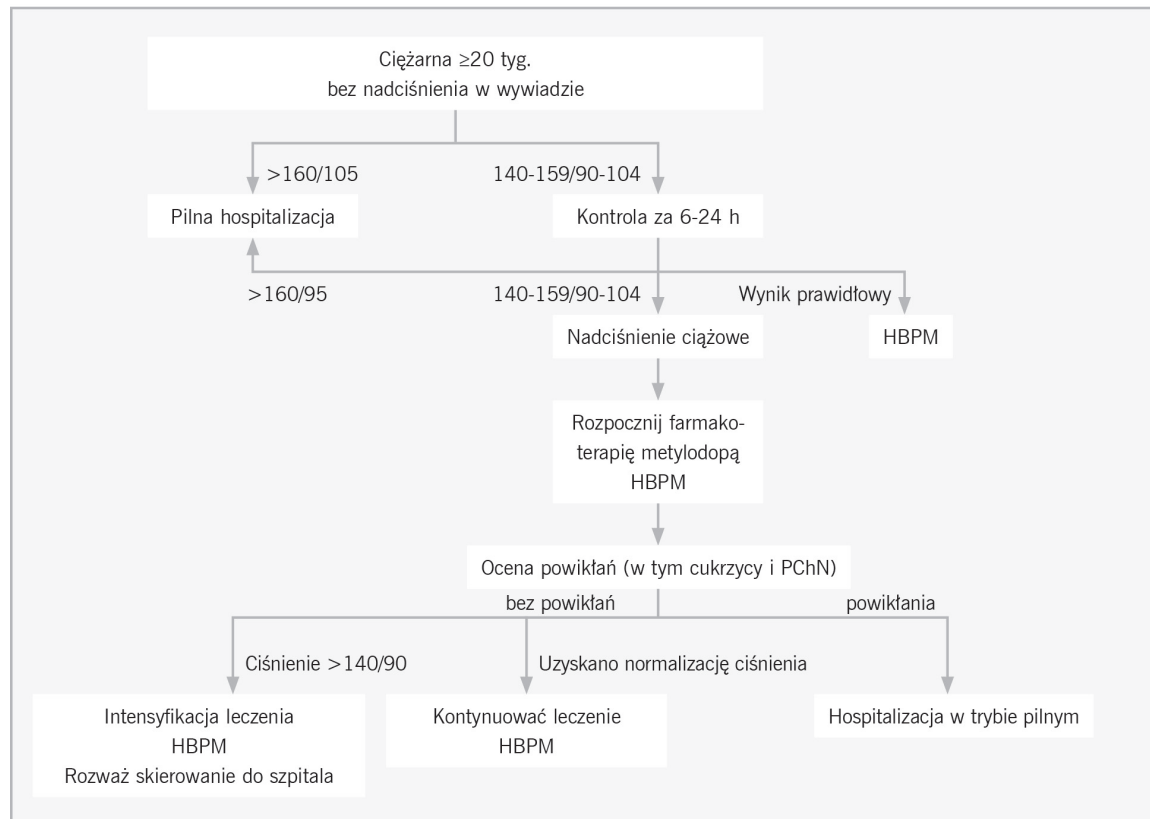 Ciężarna ≥20 tyg.
bez nadciśnienia w wywiadzie
>160/105
140-159/90-104
Pilna hospitalizacja
Kontrola za 6-24 h
>160/95
140-159/90-104
Wynik prawidłowy
Nadciśnienie ciążowe
HBPM
Rozpocznij farmako-
terapię metylodopą
HBPM
Ocena powikłań (w tym cukrzycy i PChN)
bez powikłań
powikłania
Ciśnienie >140/90
Uzyskano normalizację ciśnienia
Intensyfikacja leczenia
HBPM
Rozważ skierowanie do szpitala
Kontynuować leczenie
HBPM
Hospitalizacja w trybie pilnym